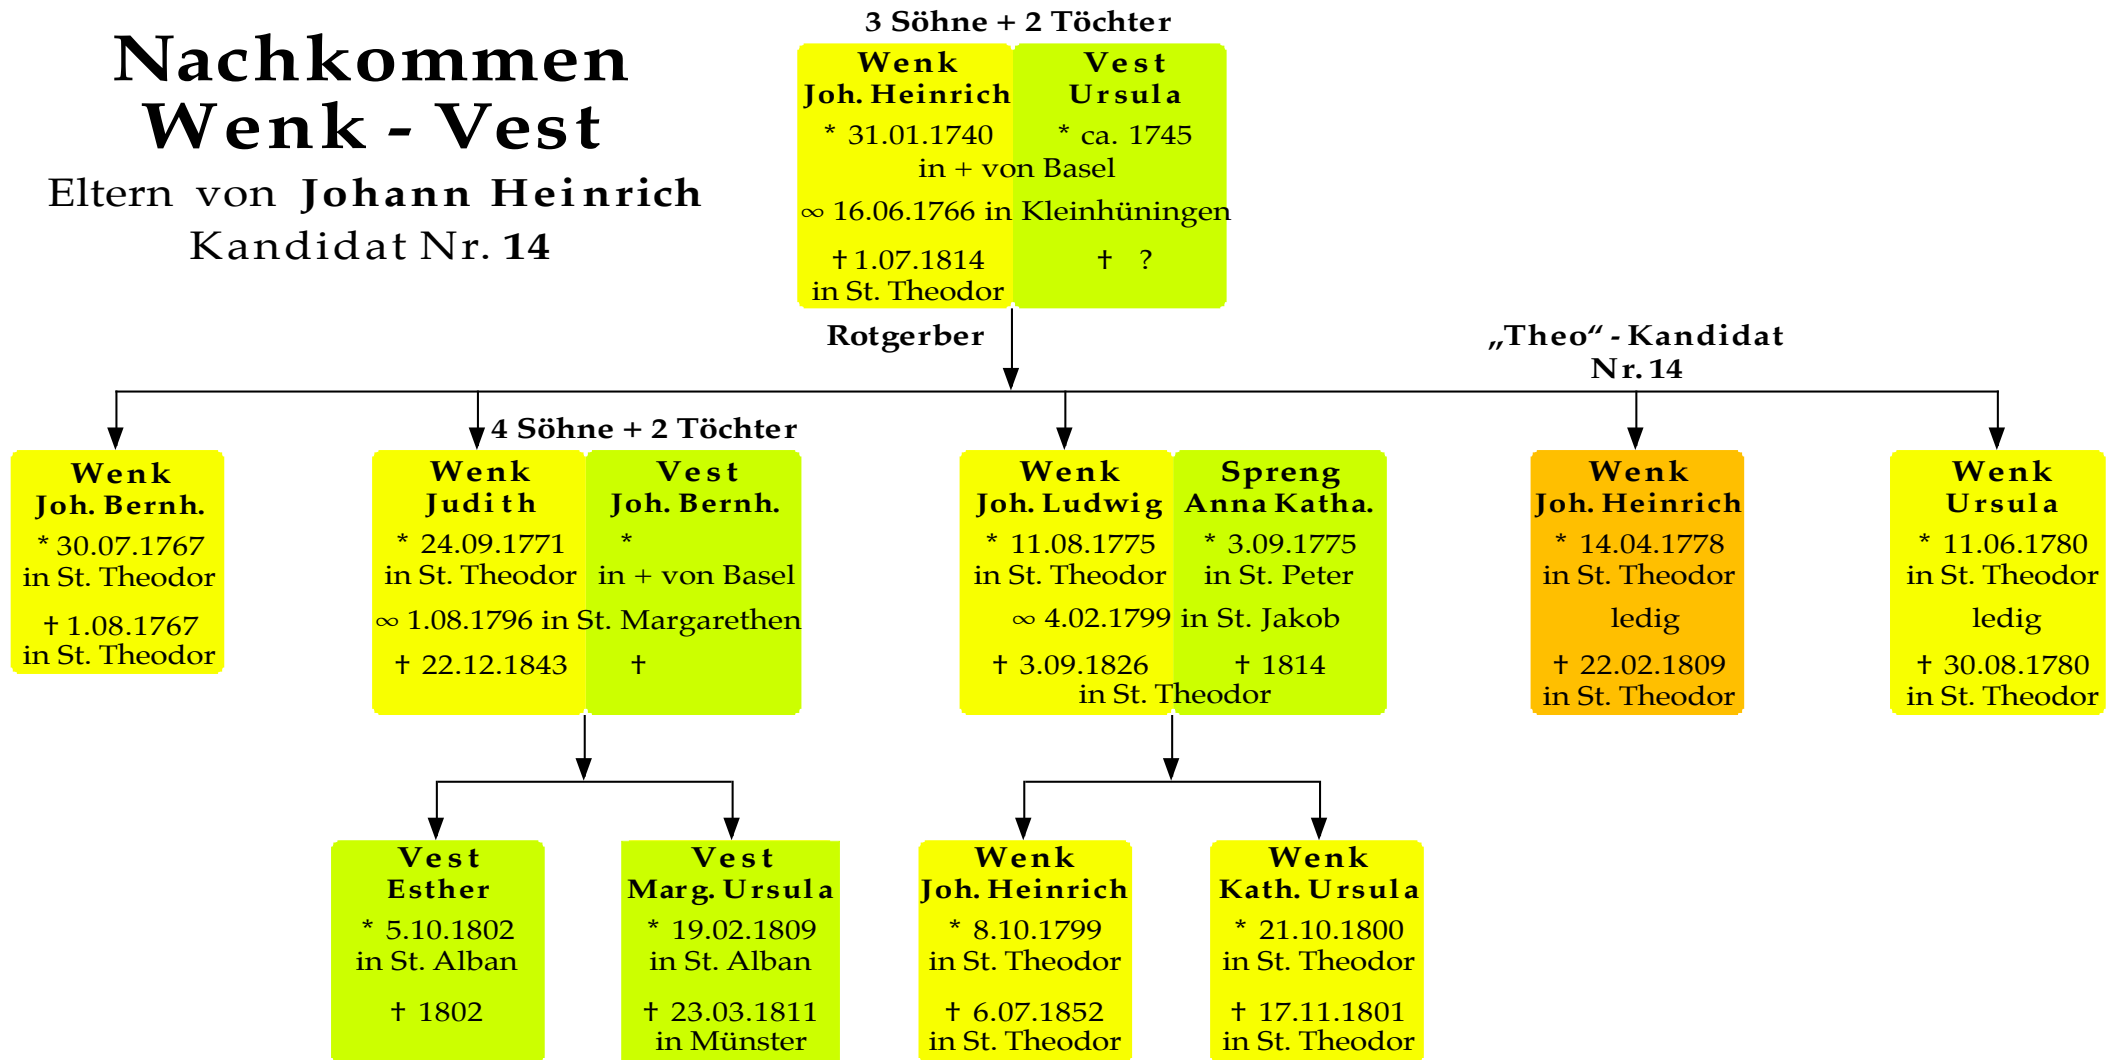 Nachkommen
Wenk - Vest
Eltern von Johann Heinrich
Kandidat Nr. 14
3 Söhne + 2 Töchter
Wenk
Joh. Heinrich
* 31.01.1740
Vest
Ursula
* ca. 1745
in + von Basel
∞ 16.06.1766 in Kleinhüningen
† 1.07.1814
in St. Theodor
† ?
Rotgerber
„Theo“ - Kandidat
Nr. 14
4 Söhne + 2 Töchter
Wenk
Joh. Bernh.
* 30.07.1767
in St. Theodor
† 1.08.1767
in St. Theodor
Wenk
Judith
* 24.09.1771
in St. Theodor
Vest
Joh. Bernh.
*
in + von Basel
∞ 1.08.1796 in St. Margarethen
† 22.12.1843
†
Wenk
Joh. Ludwig
* 11.08.1775
in St. Theodor
Spreng
Anna Katha.
* 3.09.1775
in St. Peter
∞ 4.02.1799 in St. Jakob
† 3.09.1826
† 1814
in St. Theodor
Wenk
Joh. Heinrich
* 14.04.1778
in St. Theodor
ledig
† 22.02.1809
in St. Theodor
Wenk
Ursula
* 11.06.1780
in St. Theodor
ledig
† 30.08.1780
in St. Theodor
Vest
Esther
* 5.10.1802
in St. Alban
† 1802
Vest
Marg. Ursula
* 19.02.1809
in St. Alban
† 23.03.1811
in Münster
Wenk
Joh. Heinrich
* 8.10.1799
in St. Theodor
† 6.07.1852
in St. Theodor
Wenk
Kath. Ursula
* 21.10.1800
in St. Theodor
† 17.11.1801
in St. Theodor